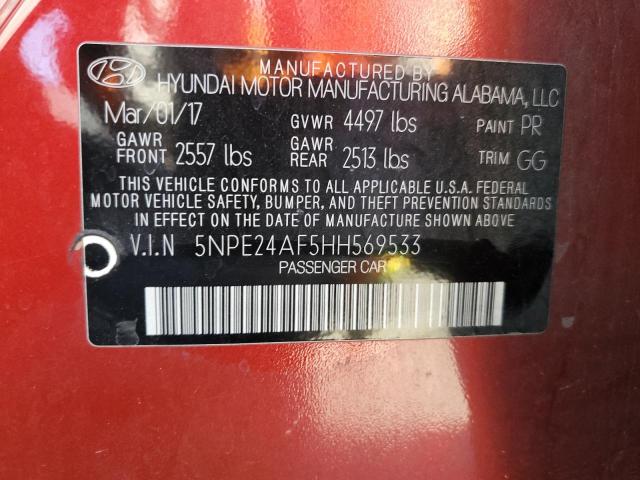 MANUFACTURED BY
HYUNDAI MOTOR MANUFACTURING ALABAMA, LLC
Mar/01/17 GVWR 4497 lbs PAINT PR
GAWR FRONT 2557 lbs GAWR REAR 2513 lbs TRIM GG
THIS VEHICLE CONFORMS TO ALL APPLICABLE U.S.A. FEDERAL
MOTOR VEHICLE SAFETY, BUMPER, AND THEFT PREVENTION STANDARDS
IN EFFECT ON THE DATE OF MANUFACTURE SHOWN ABOVE.
V.I.N 5NPE24AF5HH569533
PASSENGER CAR